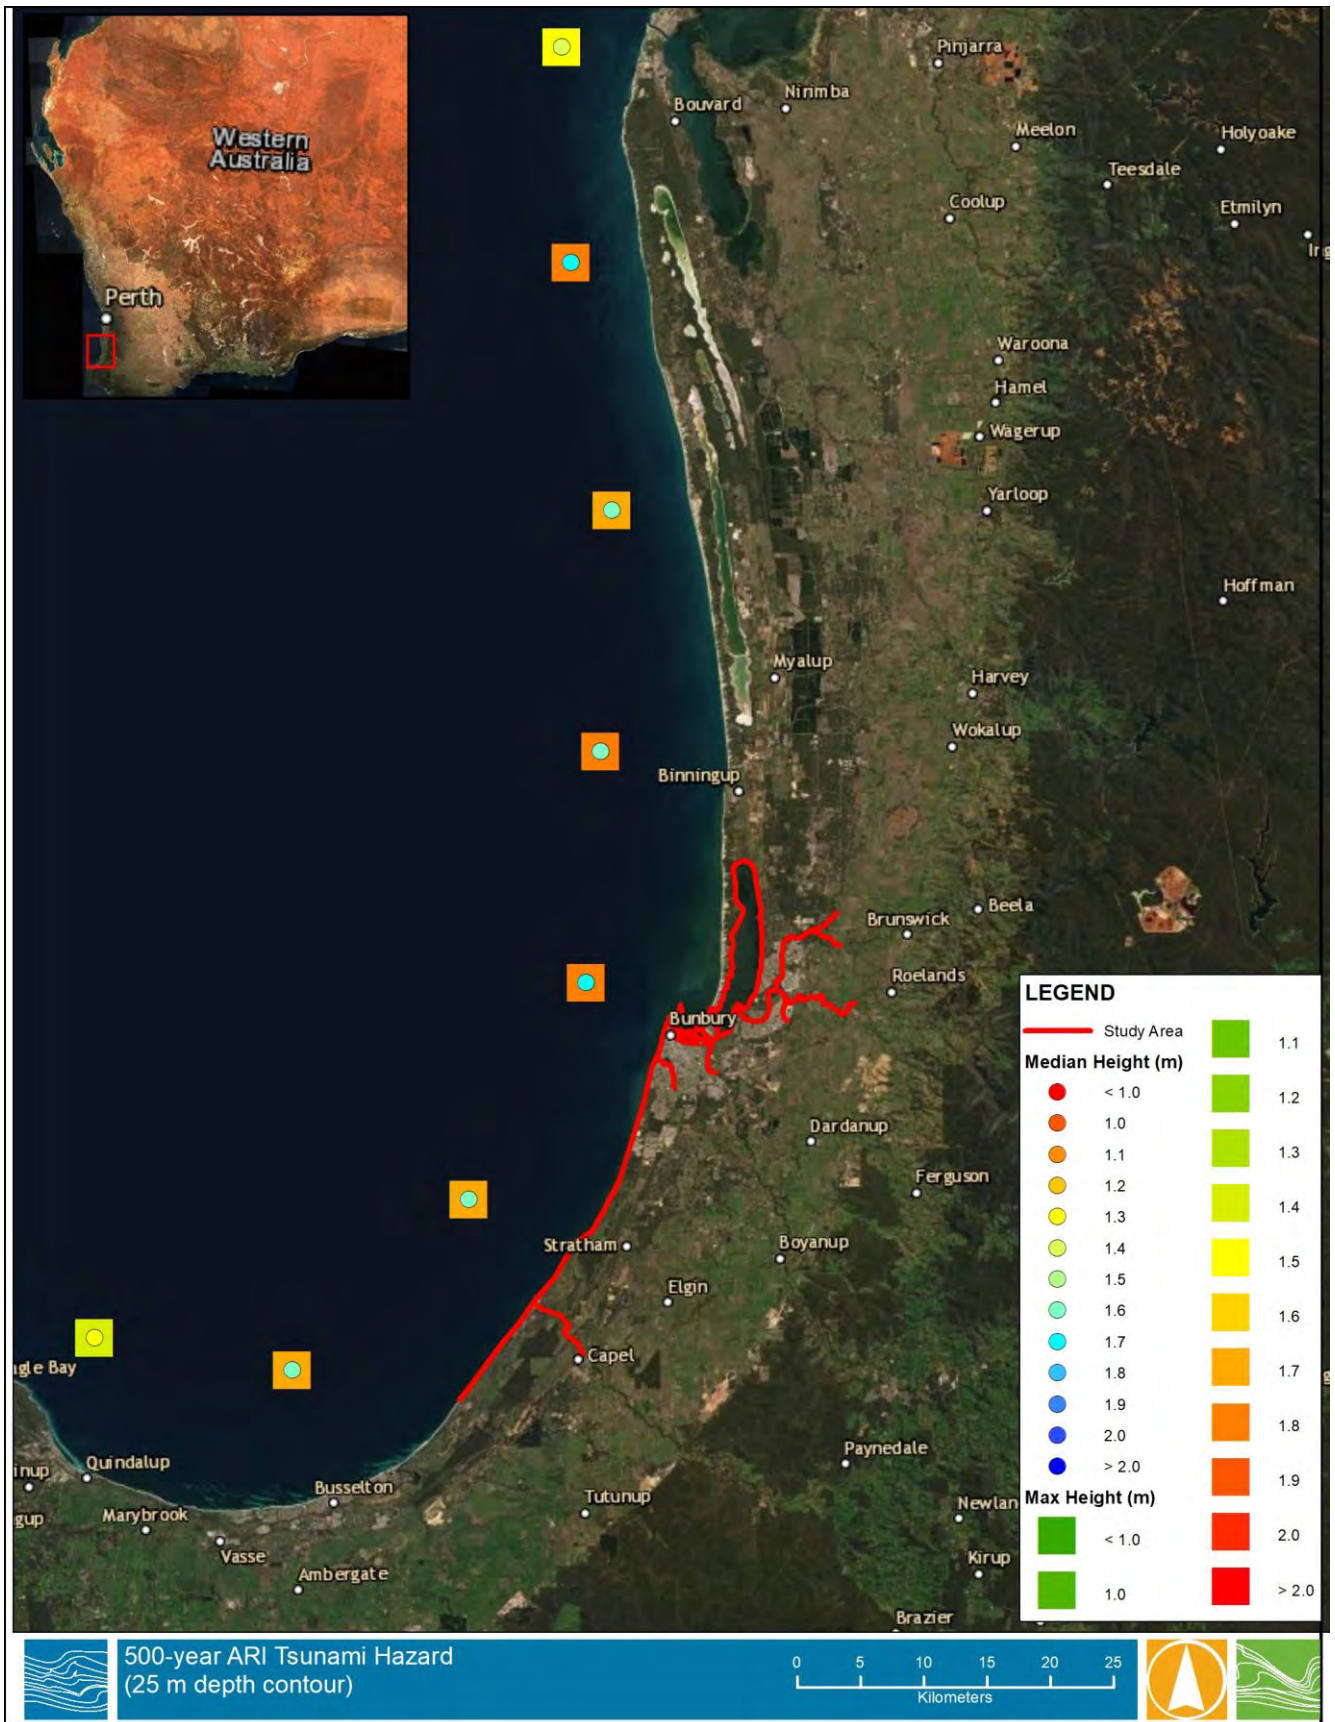 Western
Australia
Perth
Pinjarra
Nirimba
Bouvard
Meelon
Holyoake
Teesdale
Coolup
Etmilyn
Waroona
Hamel
Wagerup
Yarloop
Hoffman
Myalup
Harvey
Wokalup
Binningup
Beela
Brunswick
Roelands
Bunbury
Dardanup
Ferguson
Stratham
Boyanup
Elgin
Capel
agle Bay
Paynedale
Quindalup
inup
Busselton
Tutunup
Newlan
gup
Marybrook
Vasse
Kirup
Ambergate
Brazier
LEGEND
Study Area
Median Height (m)
< 1.0
1.0
1.1
1.2
1.3
1.4
1.5
1.6
1.7
1.8
1.9
2.0
> 2.0
Max Height (m)
< 1.0
1.0
1.1
1.2
1.3
1.4
1.5
1.6
1.7
1.8
1.9
2.0
> 2.0
500-year ARI Tsunami Hazard
(25 m depth contour)
0 5 10 15 20 25
Kilometers